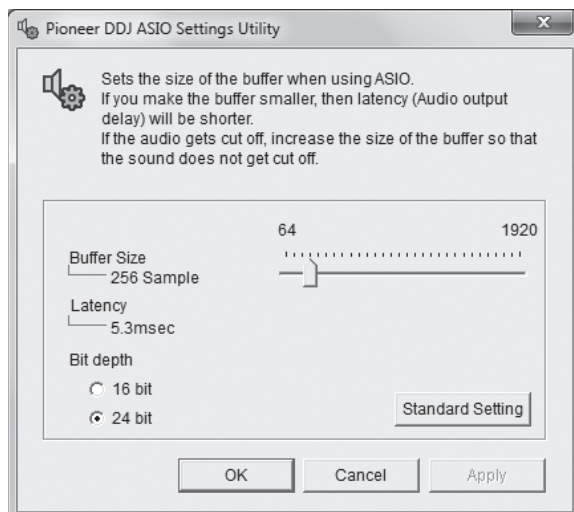 Pioneer DDJ ASIO Settings Utility
x
Sets the size of the buffer when using ASIO.
If you make the buffer smaller, then latency (Audio output
delay) will be shorter.
If the audio gets cut off, increase the size of the buffer so that
the sound does not get cut off.
64 1920
Buffer Size
256 Sample
Latency
5.3msec
Bit depth
16 bit
24 bit
Standard Setting
OK Cancel Apply